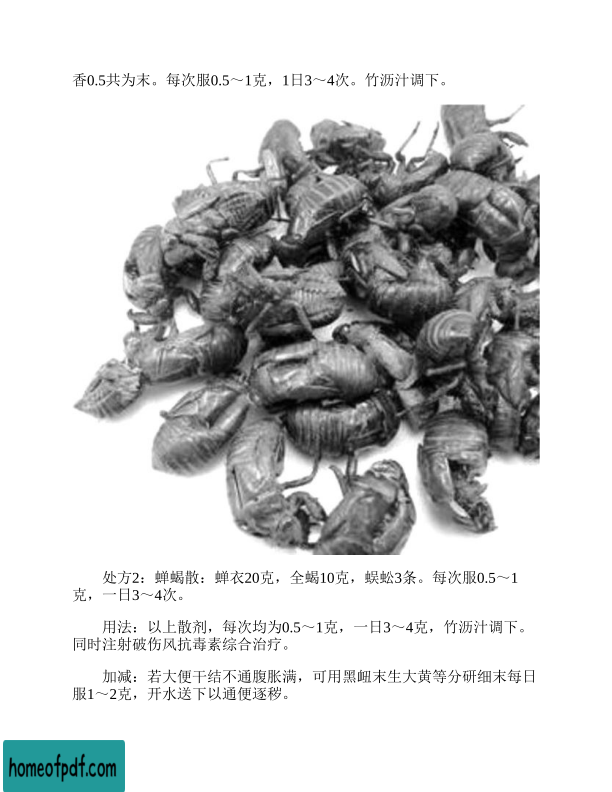 香0.5共为末。每次服0.5～1克，1日3～4次。竹沥汁调下。
处方2：蝉蝎散：蝉衣20克，全蝎10克，蜈蚣3条。每次服0.5～1
克，一日3～4次。
用法：以上散剂，每次均为0.5～1克，一日3～4克，竹沥汁调下。
同时注射破伤风抗毒素综合治疗。
加减：若大便干结不通腹胀满，可用黑衄末生大黄等分研细末每日
服1～2克，开水送下以通便逐秽。
homeofpdf.com